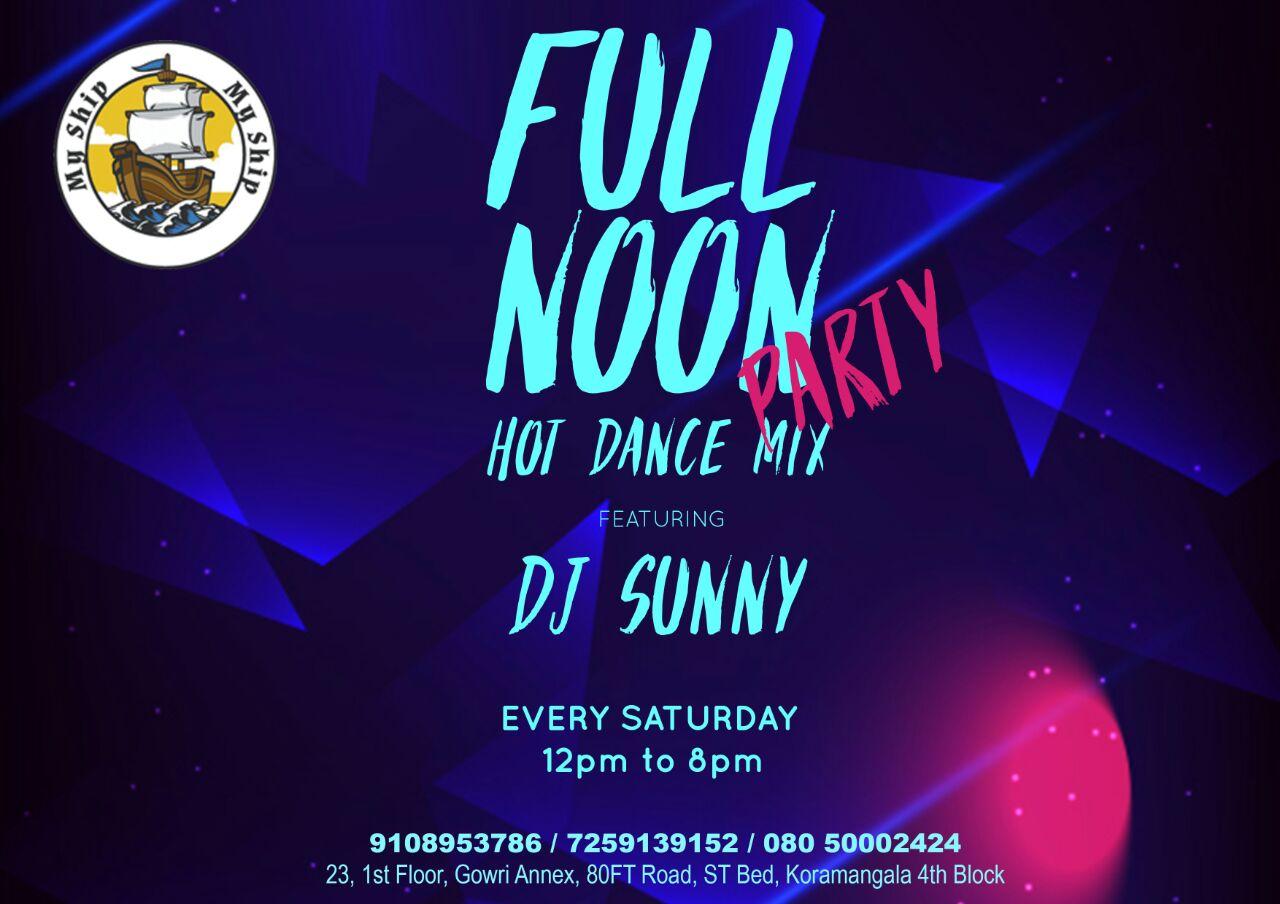 My Ship My Ship
FULL
NOON
PARTY
HOT DANCE MIX
FEATURING
DJ SUNNY
EVERY SATURDAY
12pm to 8pm
9108953786 / 7259139152 / 080 50002424
23, 1st Floor, Gowri Annex, 80FT Road, ST Bed, Koramangala 4th Block